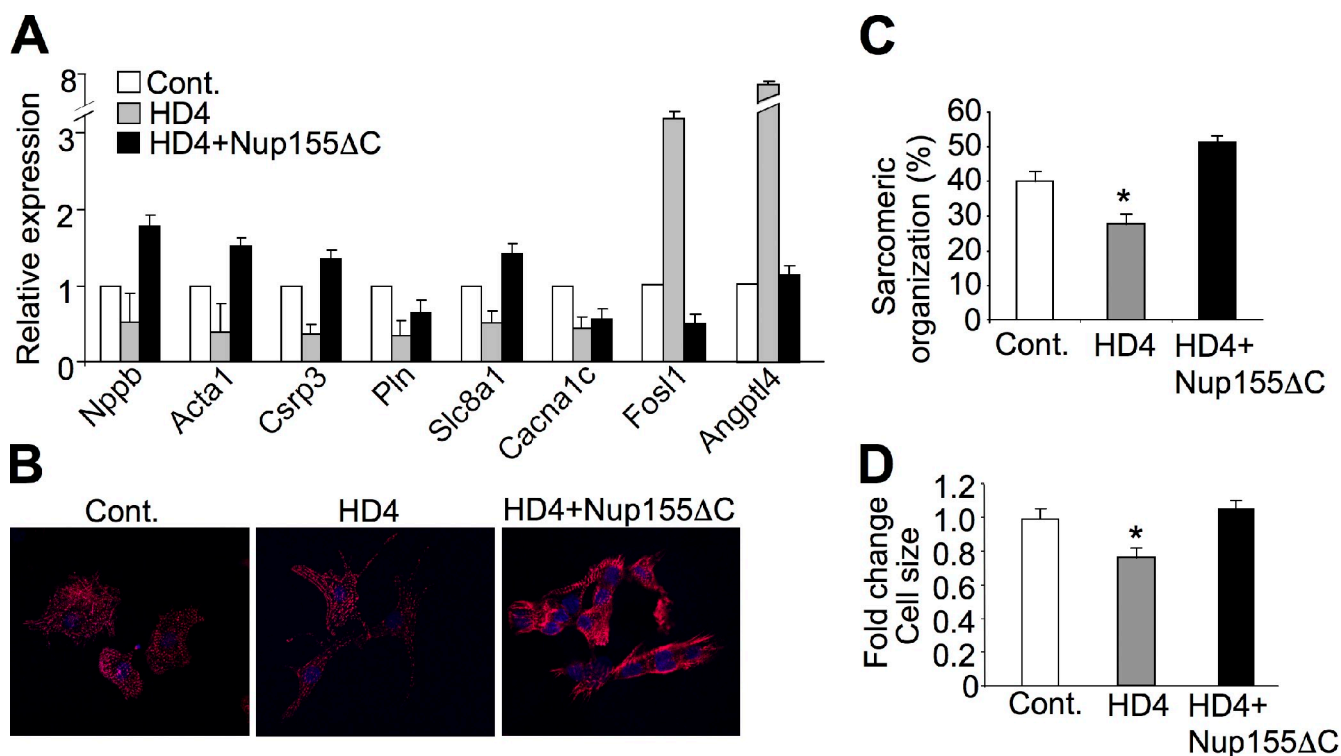 A
Relative expression
8
3
2
1
0
Cont.
HD4
HD4+Nup155ΔC
Nppb
Acta1
Csrp3
Pln
Slc8a1
Cacna1c
Fosl1
Angptl4
B
Cont.
HD4
HD4+Nup155ΔC
C
Sarcomeric
organization (%)
60
50
40
30
20
10
0
*
Cont.
HD4
HD4+
Nup155ΔC
D
Fold change
Cell size
1.2
1.0
0.8
0.6
0.4
0.2
0.0
*
Cont.
HD4
HD4+
Nup155ΔC